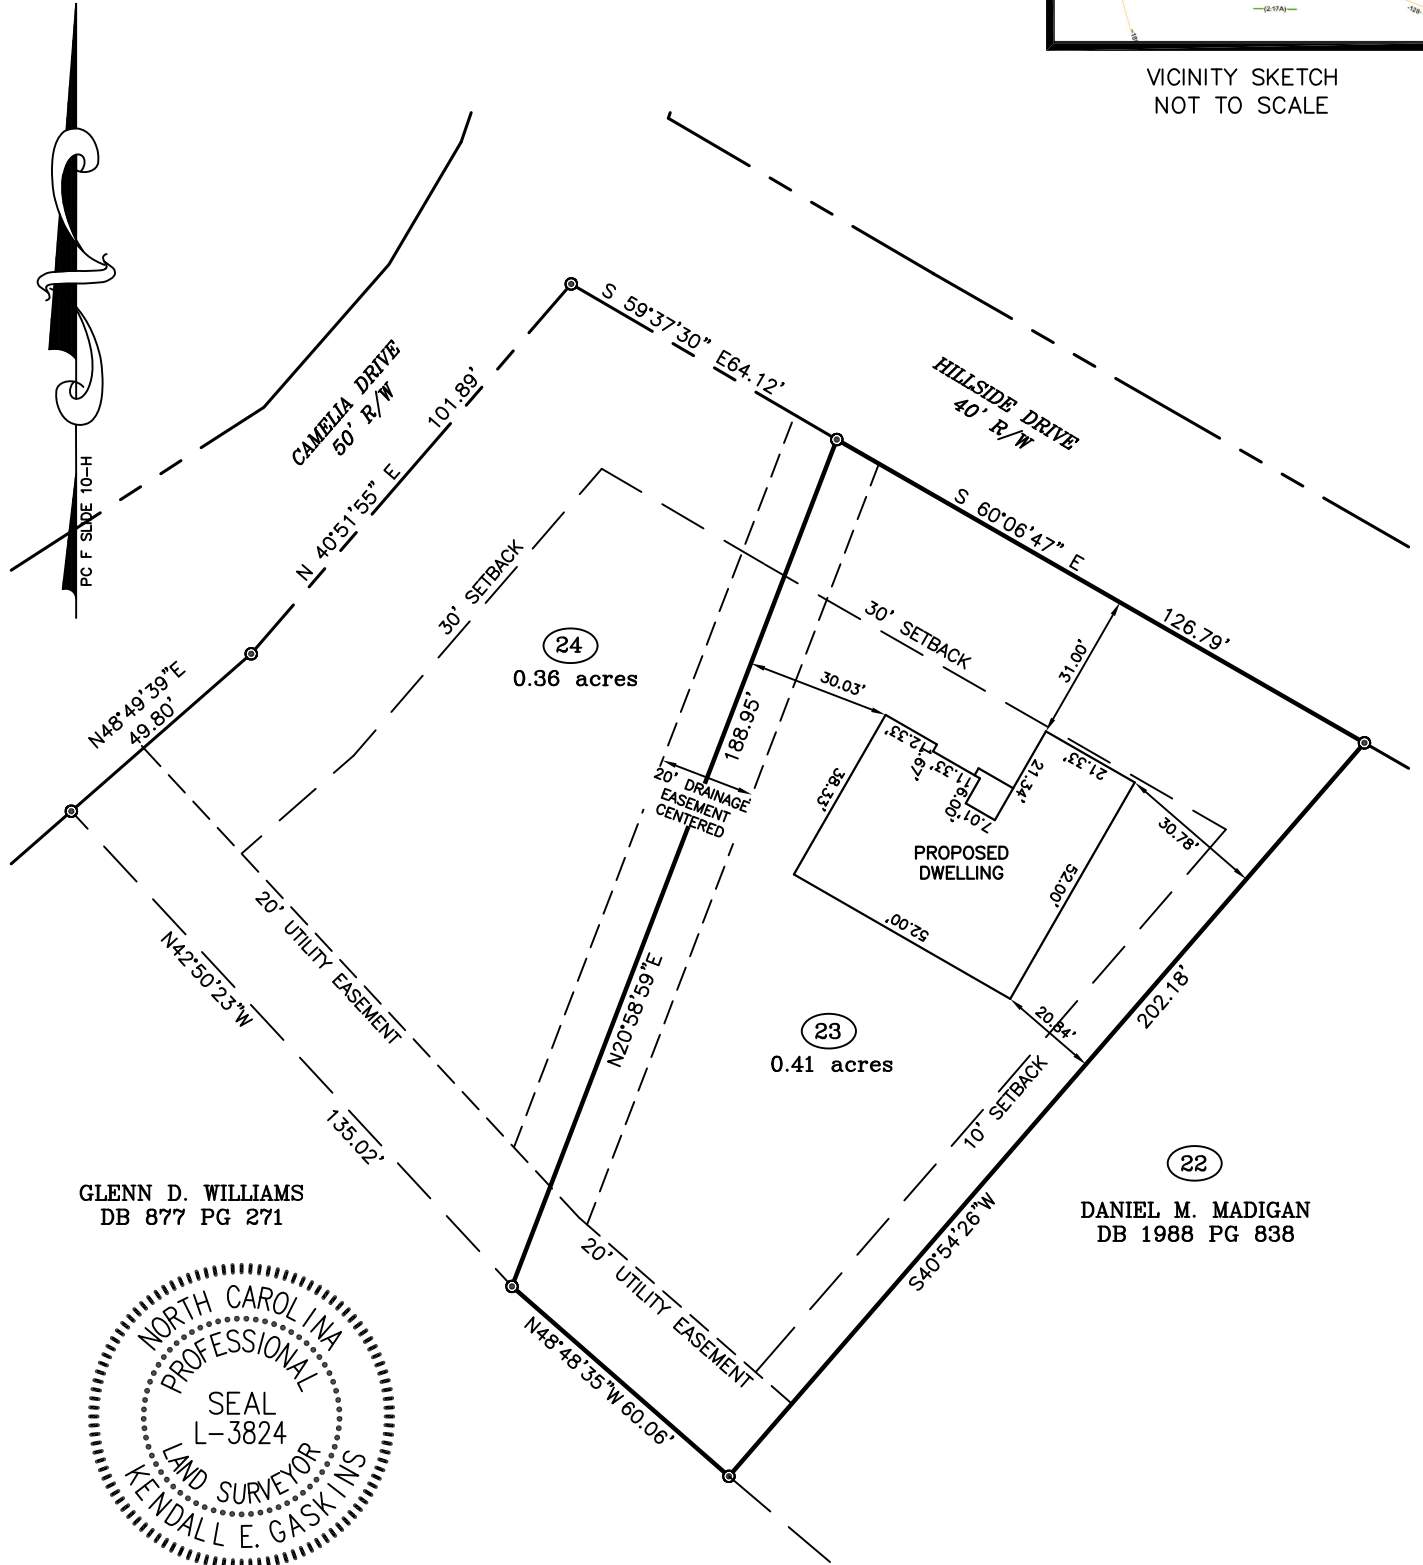 (2.17A)
VICINITY SKETCH
NOT TO SCALE
PC F SLIDE 10-H
CAMELIA DRIVE
50' R/W
S 59°37'30" E 64.12'
HILLSIDE DRIVE
40' R/W
N 40°51'55" E 101.89'
S 60°06'47" E 126.79'
30' SETBACK
30' SETBACK
24
0.36 acres
N48°49'39"E
49.80'
30.03'
31.00'
188.95'
12.33'
.67'
11.33'
6.00'
7.01'
21.34'
21.33'
38.33'
30.78'
20' DRAINAGE
EASEMENT
CENTERED
PROPOSED
DWELLING
52.00'
52.00'
20' UTILITY EASEMENT
N42°50'23"W
135.02'
N20°58'59"E
23
0.41 acres
20.84'
202.18'
10' SETBACK
S40°54'26"W
22
DANIEL M. MADIGAN
DB 1988 PG 838
GLENN D. WILLIAMS
DB 877 PG 271
20' UTILITY EASEMENT
N48°48'35"W 60.06'
NORTH CAROLINA
PROFESSIONAL
SEAL
L-3824
LAND SURVEYOR
KENDALL E. GASKINS